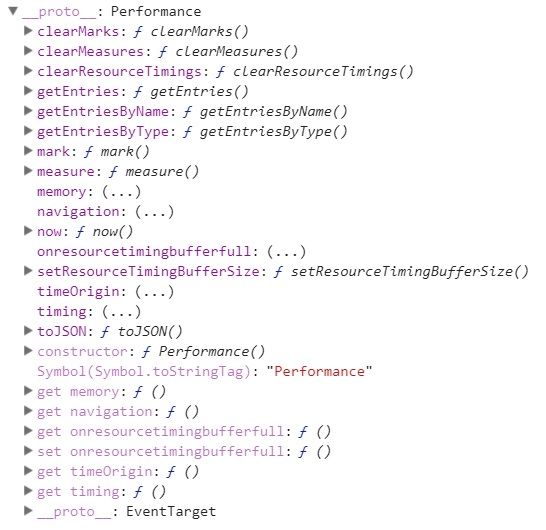 __proto__: Performance
clearMarks: ƒ clearMarks()
clearMeasures: ƒ clearMeasures()
clearResourceTimings: ƒ clearResourceTimings()
getEntries: ƒ getEntries()
getEntriesByName: ƒ getEntriesByName()
getEntriesByType: ƒ getEntriesByType()
mark: ƒ mark()
measure: ƒ measure()
memory: (...)
navigation: (...)
now: ƒ now()
onresourcetimingbufferfull: (...)
setResourceTimingBufferSize: ƒ setResourceTimingBufferSize()
timeOrigin: (...)
timing: (...)
toJSON: ƒ toJSON()
constructor: ƒ Performance()
Symbol(Symbol.toStringTag): "Performance"
get memory: ƒ ()
get navigation: ƒ ()
get onresourcetimingbufferfull: ƒ ()
set onresourcetimingbufferfull: ƒ ()
get timeOrigin: ƒ ()
get timing: ƒ ()
__proto__: EventTarget